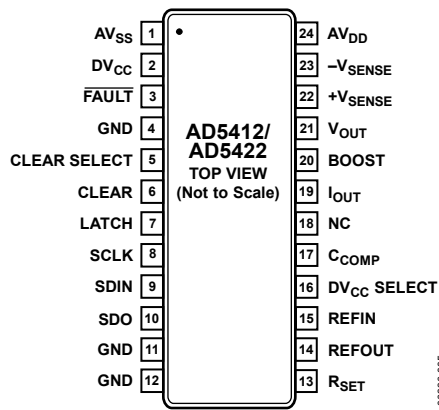 AVSS 1
DVCC 2
FAULT 3
GND 4
CLEAR SELECT 5
CLEAR 6
LATCH 7
SCLK 8
SDIN 9
SDO 10
GND 11
GND 12
AD5412/
AD5422
TOP VIEW
(Not to Scale)
24 AVDD
23 –VSENSE
22 +VSENSE
21 VOUT
20 BOOST
19 IOUT
18 NC
17 CCOMP
16 DVCC SELECT
15 REFIN
14 REFOUT
13 RSET